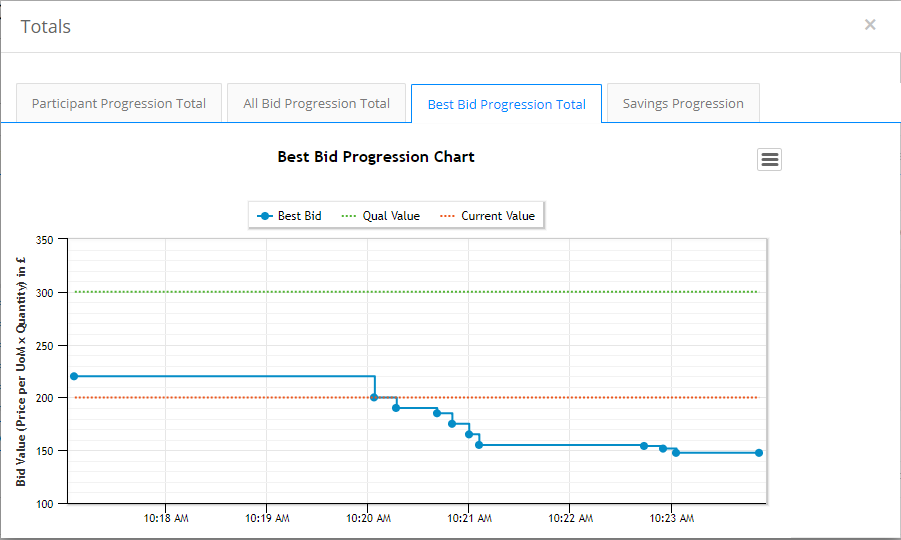 Totals
×
Participant Progression Total All Bid Progression Total Best Bid Progression Total Savings Progression
Best Bid Progression Chart
Best Bid Qual Value Current Value
Bid Value (Price per UoM x Quantity) in £
350
300
250
200
150
100
10:18 AM 10:19 AM 10:20 AM 10:21 AM 10:22 AM 10:23 AM